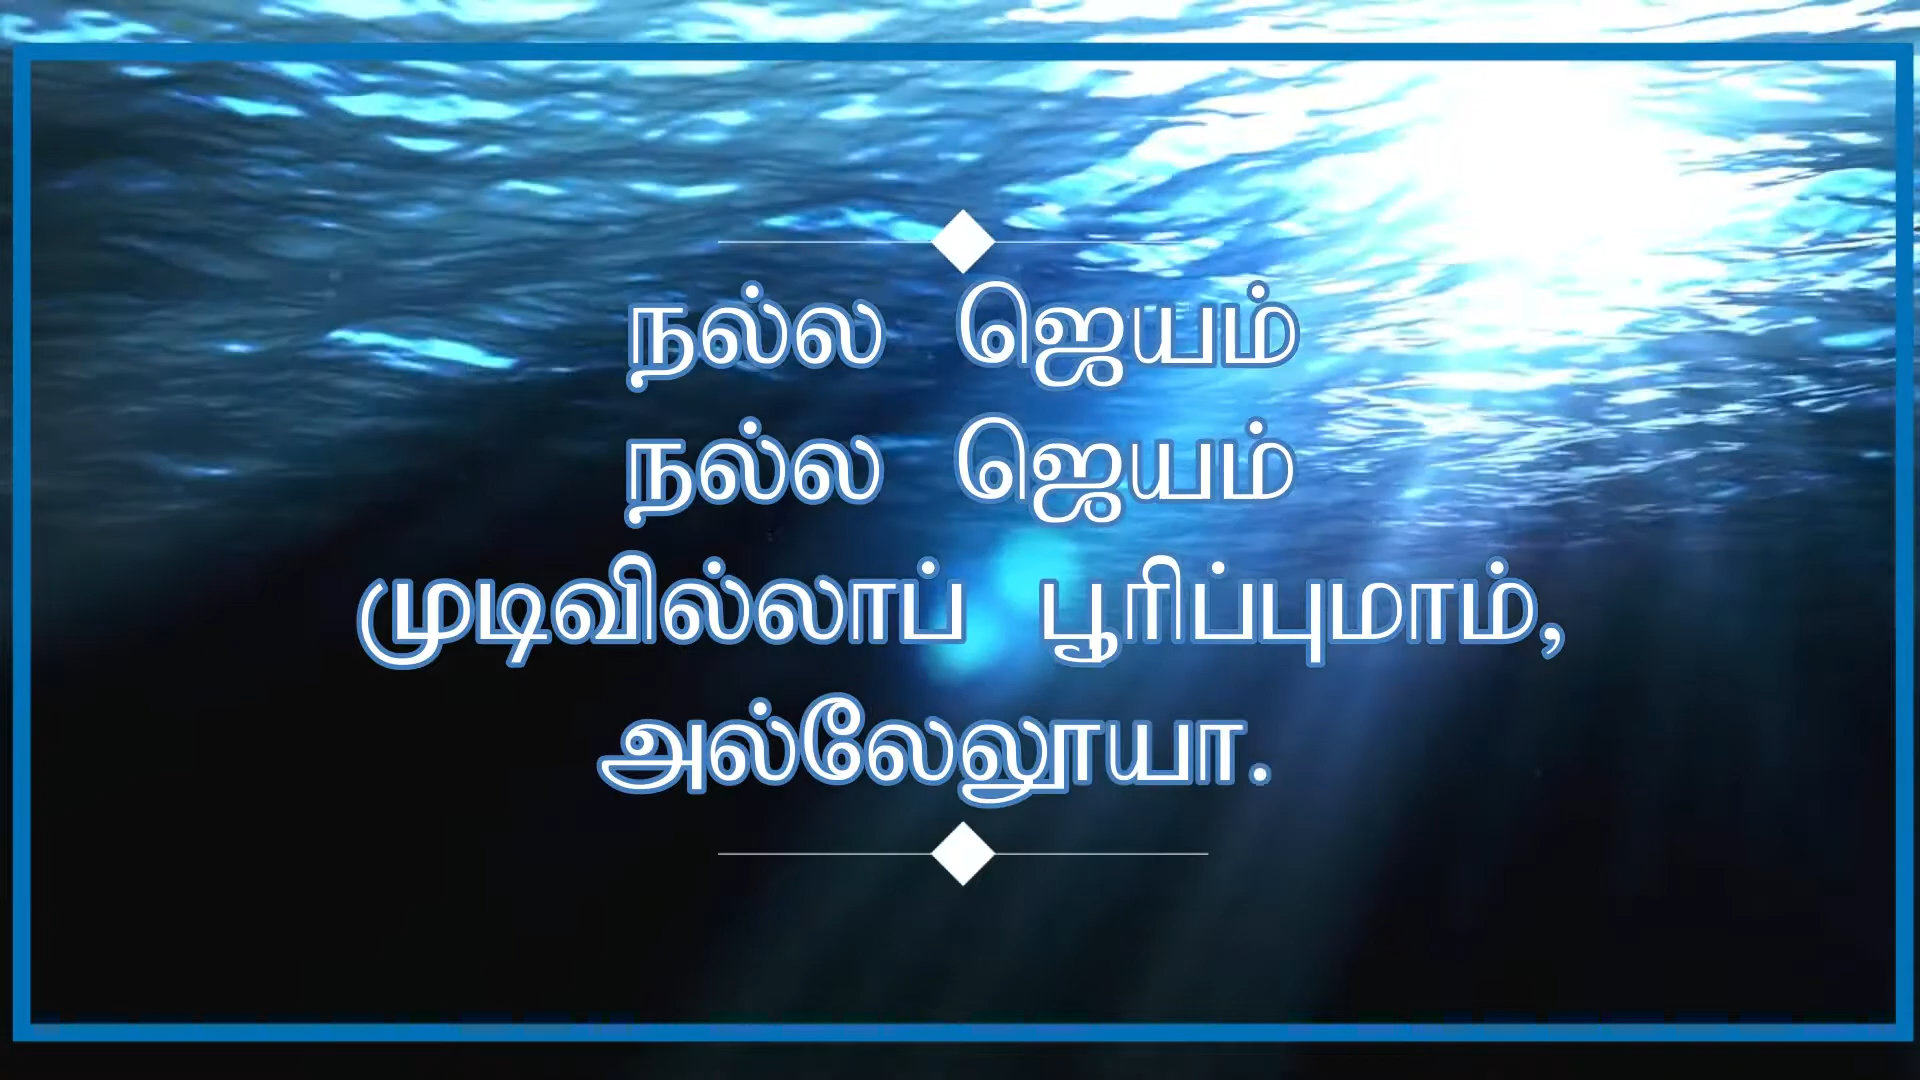 நல்ல ஜெயம்
நல்ல ஜெயம்
முடிவில்லாப் பூரிப்புமாம்,
அல்லேலூயா.